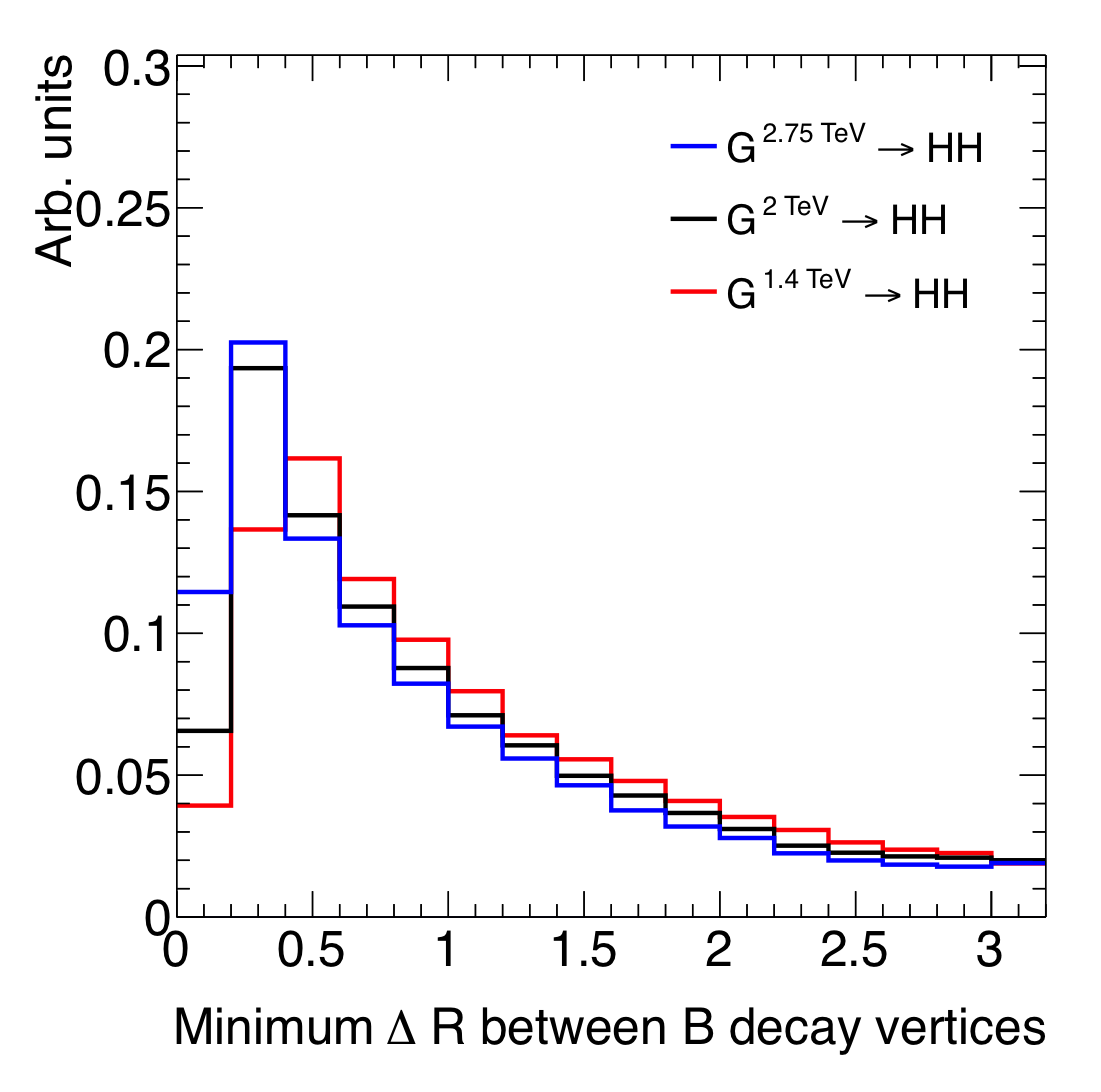 Arb. units
0.3
0.25
0.2
0.15
0.1
0.05
0
G 2.75 TeV → HH
G 2 TeV → HH
G 1.4 TeV → HH
0 0.5 1 1.5 2 2.5 3
Minimum Δ R between B decay vertices